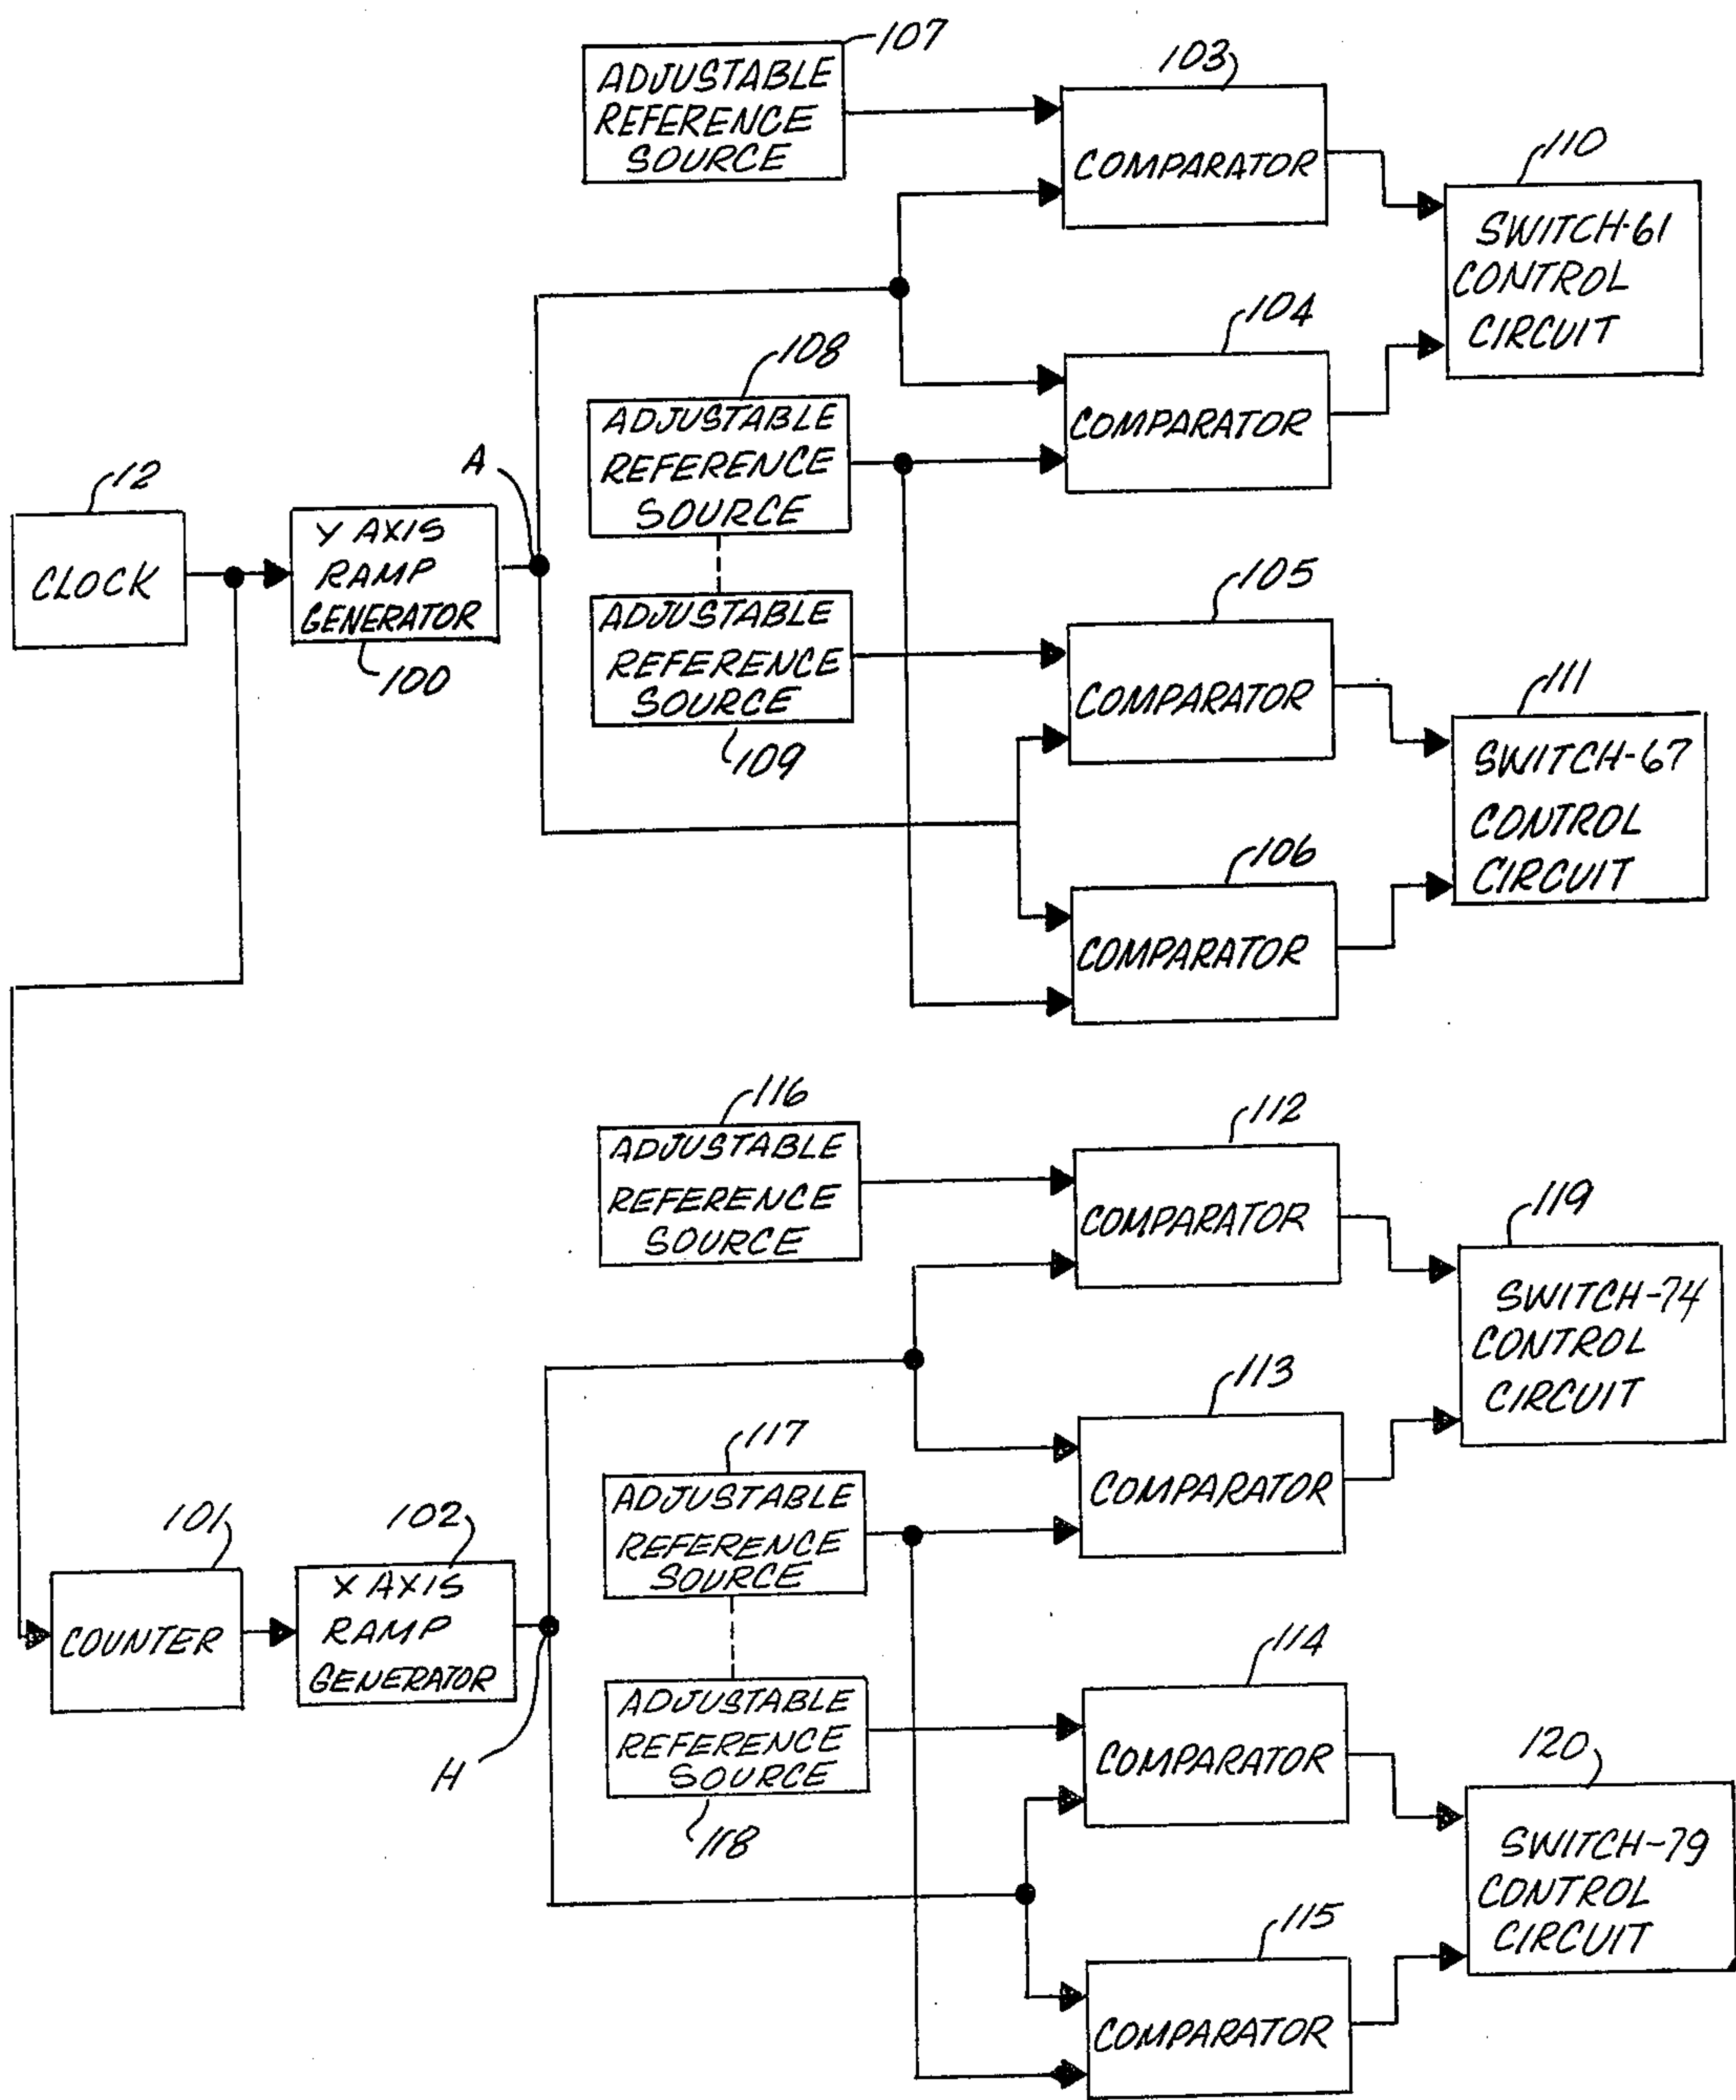 107
ADJUSTABLE
REFERENCE
SOURCE
103
COMPARATOR
110
SWITCH-61
CONTROL
CIRCUIT
104
COMPARATOR
108
ADJUSTABLE
REFERENCE
SOURCE
A
12
CLOCK
Y AXIS
RAMP
GENERATOR
100
ADJUSTABLE
REFERENCE
SOURCE
109
105
COMPARATOR
111
SWITCH-67
CONTROL
CIRCUIT
106
COMPARATOR
116
ADJUSTABLE
REFERENCE
SOURCE
112
COMPARATOR
119
SWITCH-74
CONTROL
CIRCUIT
113
COMPARATOR
117
ADJUSTABLE
REFERENCE
SOURCE
101
COUNTER
102
X AXIS
RAMP
GENERATOR
H
ADJUSTABLE
REFERENCE
SOURCE
118
114
COMPARATOR
120
SWITCH-79
CONTROL
CIRCUIT
115
COMPARATOR